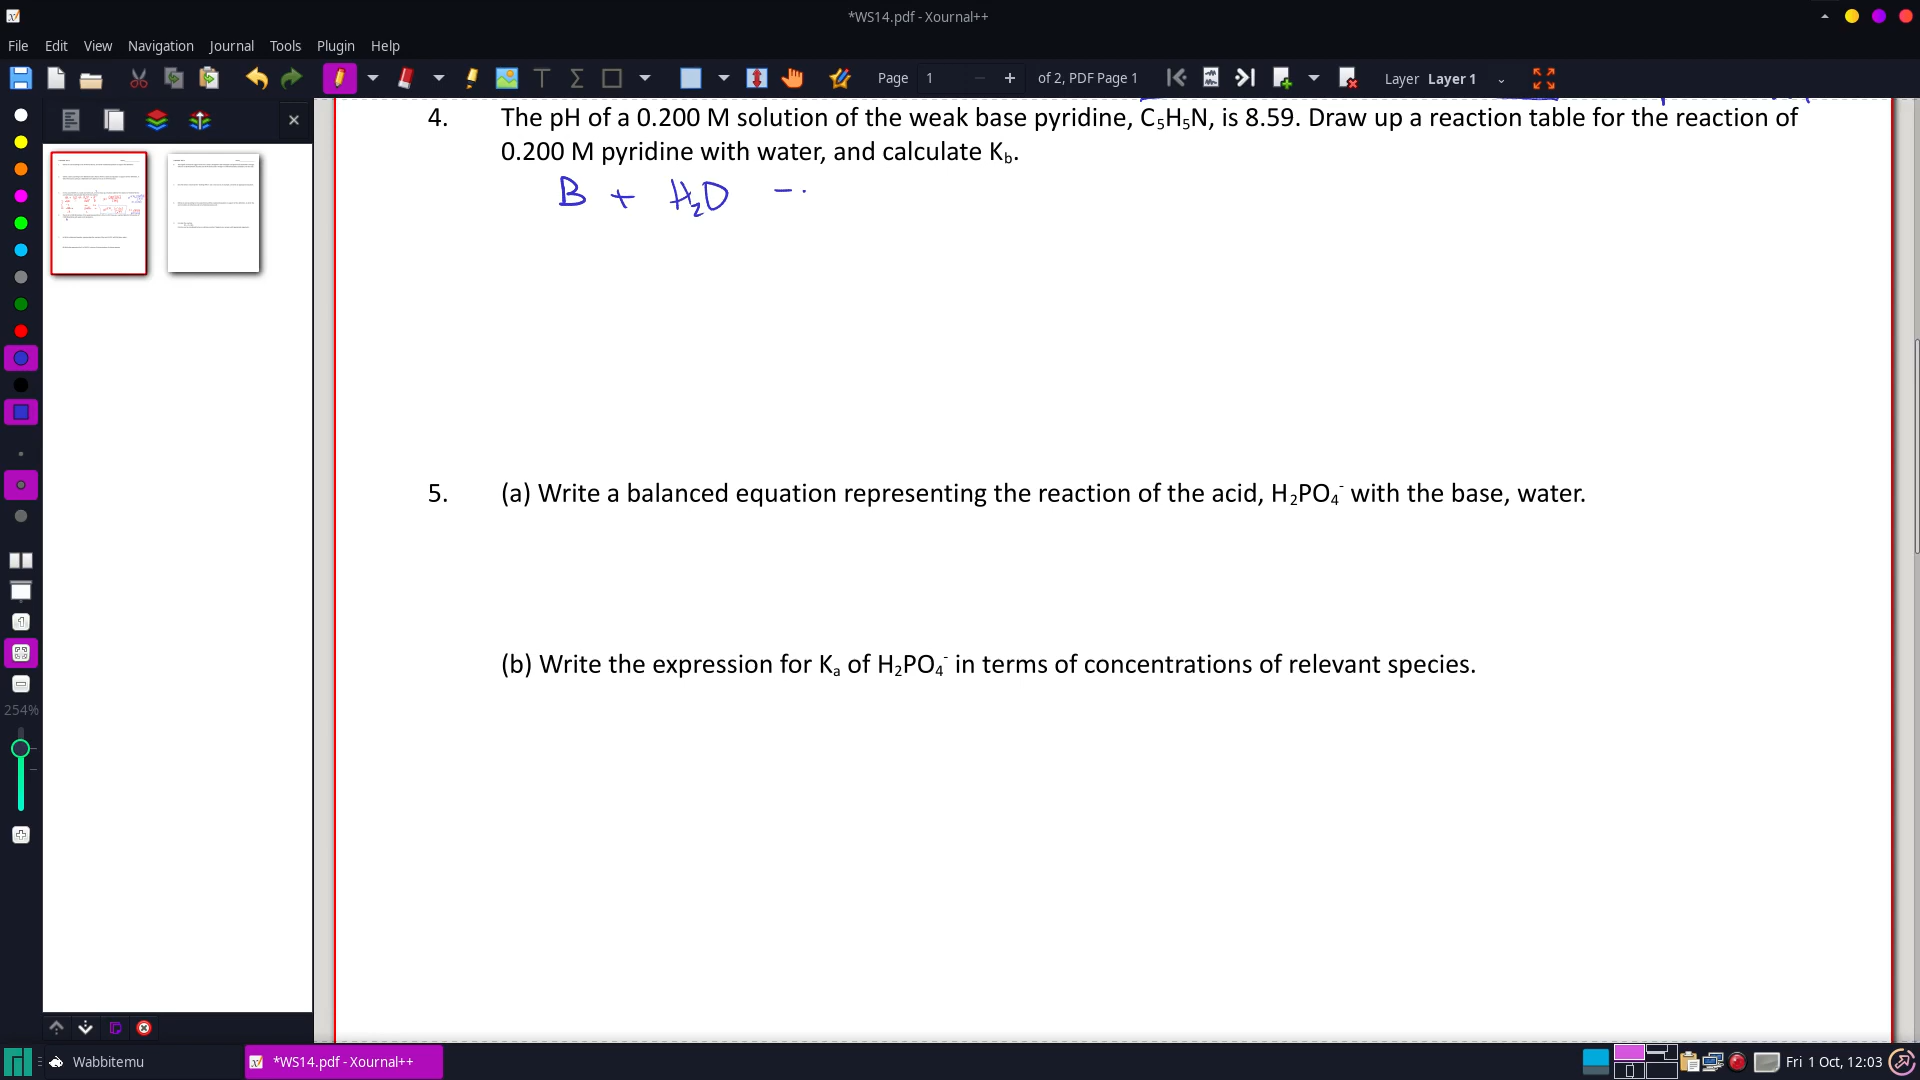 *WS14.pdf - Xournal++
File Edit View Navigation Journal Tools Plugin Help
Page 1 of 2, PDF Page 1 Layer Layer 1
4. The pH of a 0.200 M solution of the weak base pyridine, C₅H₅N, is 8.59. Draw up a reaction table for the reaction of
0.200 M pyridine with water, and calculate K_b.
B + H₂O
5. (a) Write a balanced equation representing the reaction of the acid, H₂PO₄⁻ with the base, water.
(b) Write the expression for Kₐ of H₂PO₄⁻ in terms of concentrations of relevant species.
254%
Wabbitemu
*WS14.pdf - Xournal++
Fri 1 Oct, 12:03